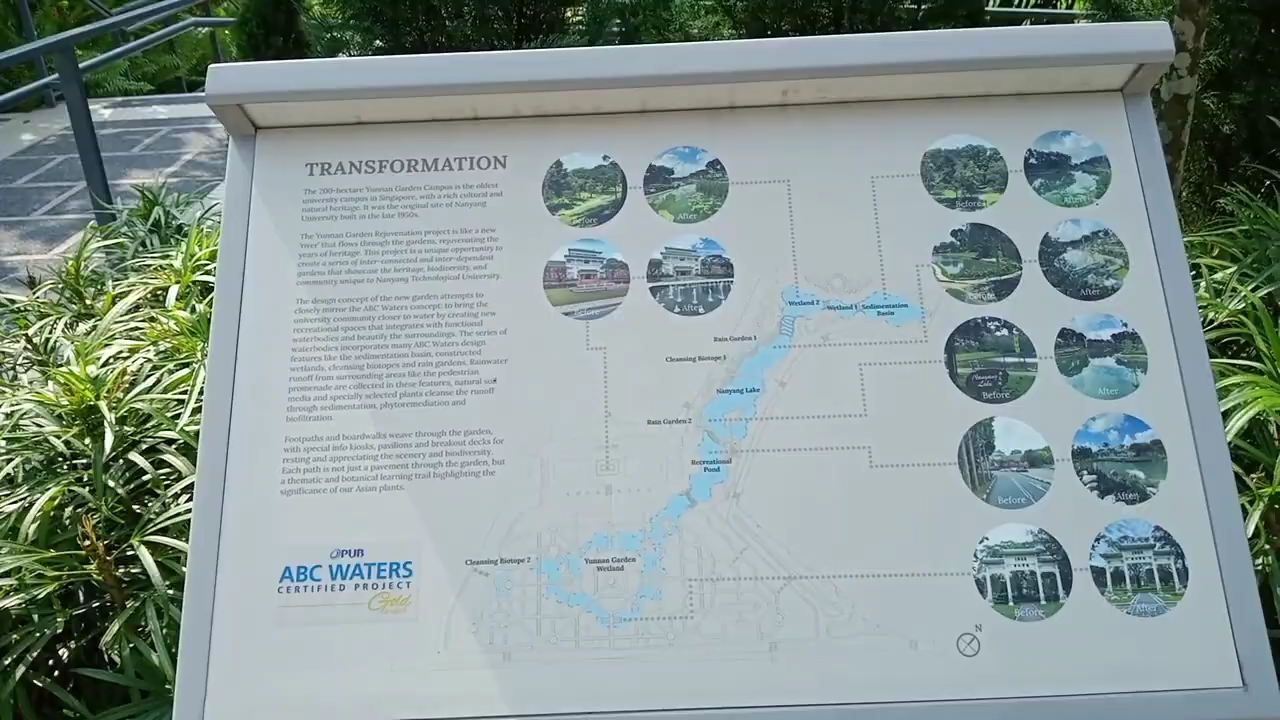 TRANSFORMATION
The 200-hectare Yunnan Garden Campus is the oldest
university campus in Singapore, with a rich cultural and
natural heritage. It was the original site of Nanyang
University built in the late 1950s.
The Yunnan Garden Rejuvenation project is like a new
'river' that flows through the gardens, rejuvenating the
years of heritage. This project is a unique opportunity to
create a series of inter-connected and inter-dependent
gardens that showcase the heritage, biodiversity, and
community unique to Nanyang Technological University.
The design concept of the new garden attempts to
closely mirror the ABC Waters concept: to bring the
university community closer to water by creating new
recreational spaces that integrates with functional
waterbodies and beautify the surroundings. The series of
waterbodies incorporates many ABC Waters design
features like the sedimentation basin, constructed
wetlands, cleansing biotopes and rain gardens. Rainwater
runoff from surrounding areas like the pedestrian
promenade are collected in these features, natural soil
media and specially selected plants cleanse the runoff
through sedimentation, phytoremediation and
biofiltration.
Footpaths and boardwalks weave through the garden,
with special info kiosks, pavilions and breakout decks for
resting and appreciating the scenery and biodiversity.
Each path is not just a pavement through the garden, but
a thematic and botanical learning trail highlighting the
significance of our Asian plants.
PUB
ABC WATERS
CERTIFIED PROJECT
Gold
Before
After
Before
After
Wetland 2
Wetland 1
Sedimentation
Basin
Rain Garden 1
Cleansing Biotope 1
Nanyang Lake
Rain Garden 2
Recreational
Pond
Cleansing Biotope 2
Yunnan Garden
Wetland
Before
After
Before
After
Nanyang
Lake
Before
After
Before
After
Before
After
N